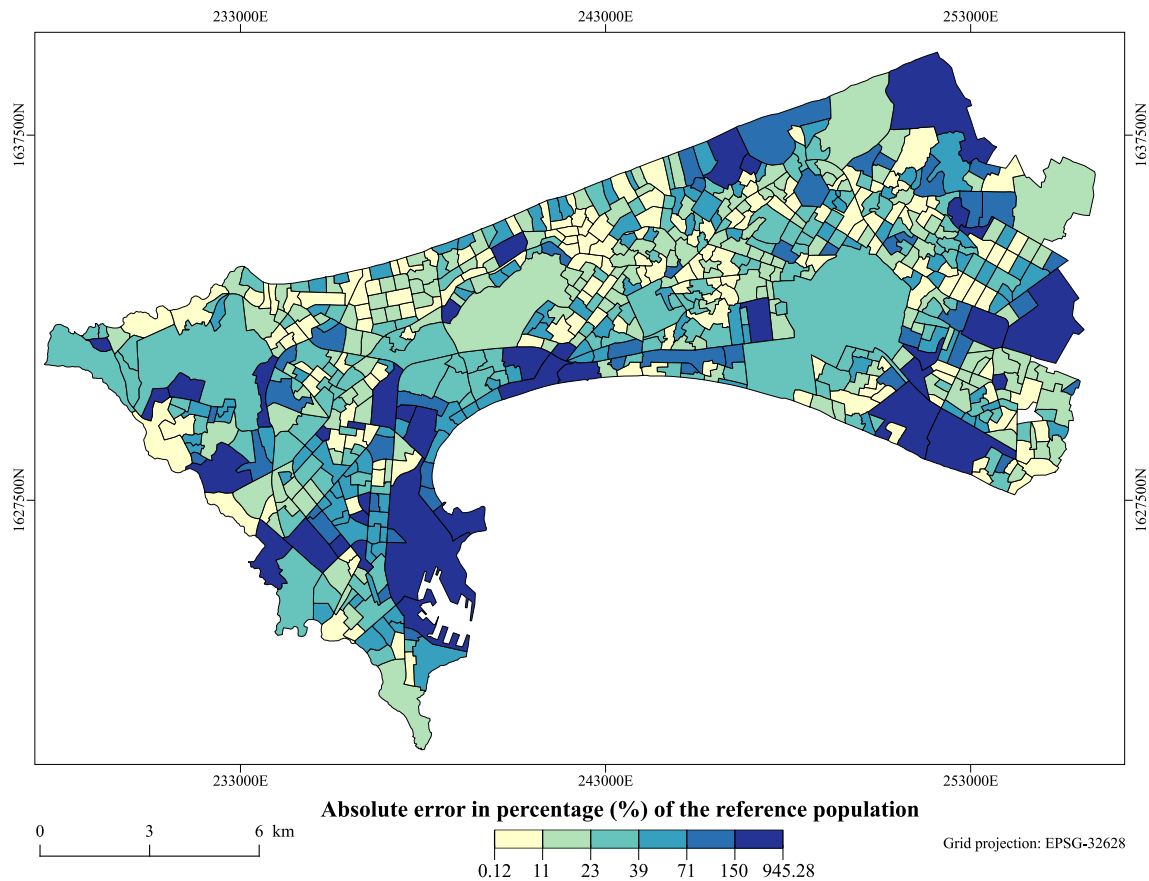 233000E 243000E 253000E
1637500N 1637500N
1627500N 1627500N
233000E 243000E 253000E
Absolute error in percentage (%) of the reference population
0 3 6 km
Grid projection: EPSG-32628
0.12 11 23 39 71 150 945.28